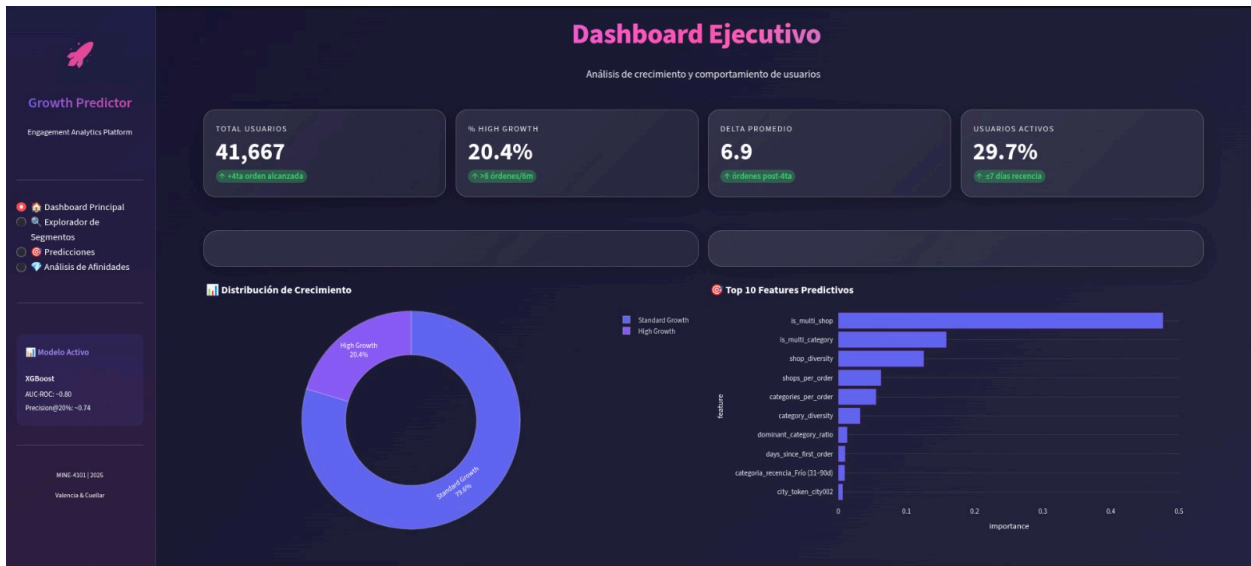 Growth Predictor
Engagement Analytics Platform
🏠 Dashboard Principal
🔍 Explorador de
Segmentos
🎯 Predicciones
💎 Análisis de Afinidades
📊 Modelo Activo
XGBoost
AUC-ROC: ~0.80
Precision@20%: ~0.74
MINE-4101 | 2025
Valencia & Cuellar
Dashboard Ejecutivo
Análisis de crecimiento y comportamiento de usuarios
TOTAL USUARIOS
41,667
↑ +4ta orden alcanzada
% HIGH GROWTH
20.4%
↑ >8 órdenes/6m
DELTA PROMEDIO
6.9
↑ órdenes post-4ta
USUARIOS ACTIVOS
29.7%
↑ ≤7 días recencia
📊 Distribución de Crecimiento
Standard Growth
High Growth
High Growth
20.4%
Standard Growth
79.6%
🎯 Top 10 Features Predictivos
feature
is_multi_shop
is_multi_category
shop_diversity
shops_per_order
categories_per_order
category_diversity
dominant_category_ratio
days_since_first_order
categoria_recencia_Frío (31-90d)
city_token_city002
0 0.1 0.2 0.3 0.4 0.5
importance